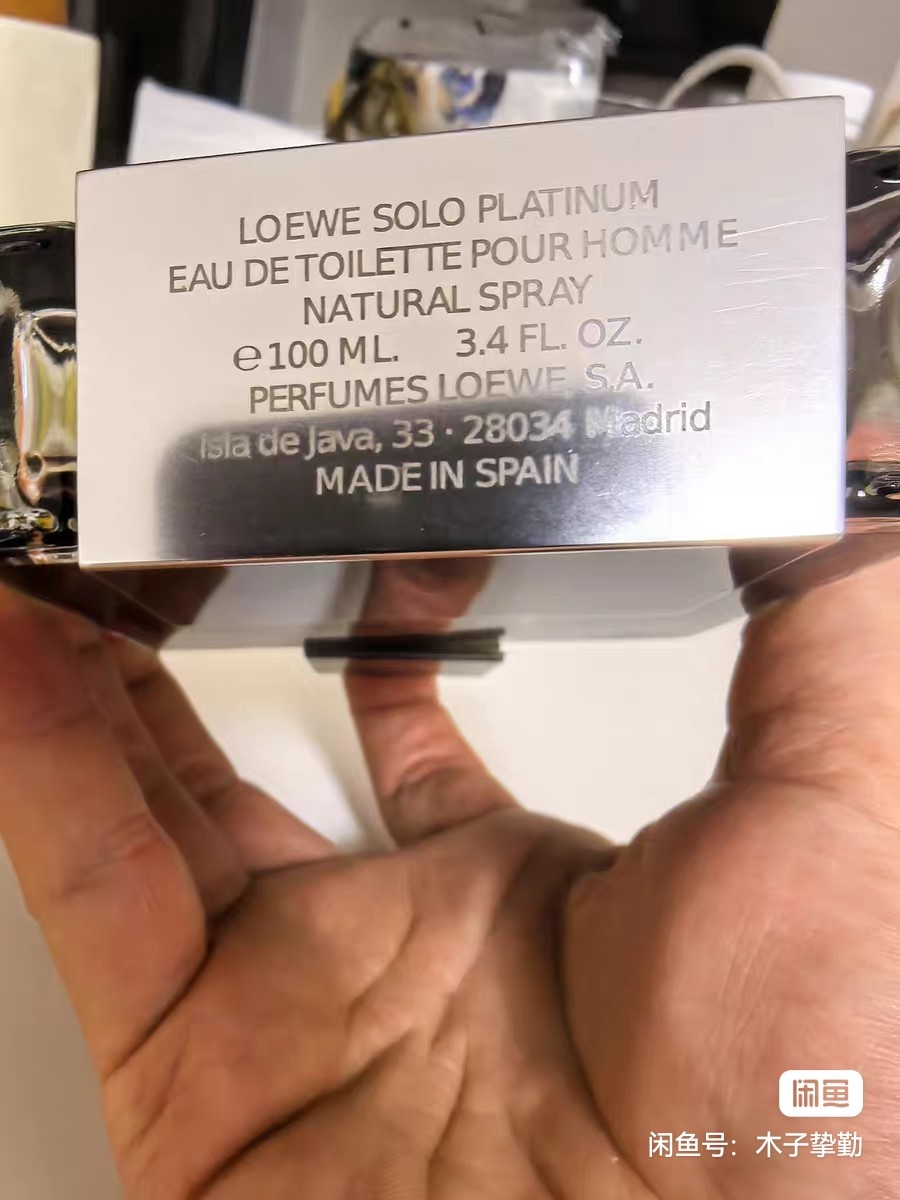 LOEWE SOLO PLATINUM
EAU DE TOILETTE POUR HOMME
NATURAL SPRAY
℮100 ML. 3.4 FL. OZ.
PERFUMES LOEWE, S.A.
Isla de Java, 33 · 28034 Madrid
MADE IN SPAIN
闲鱼
闲鱼号：木子挚勤